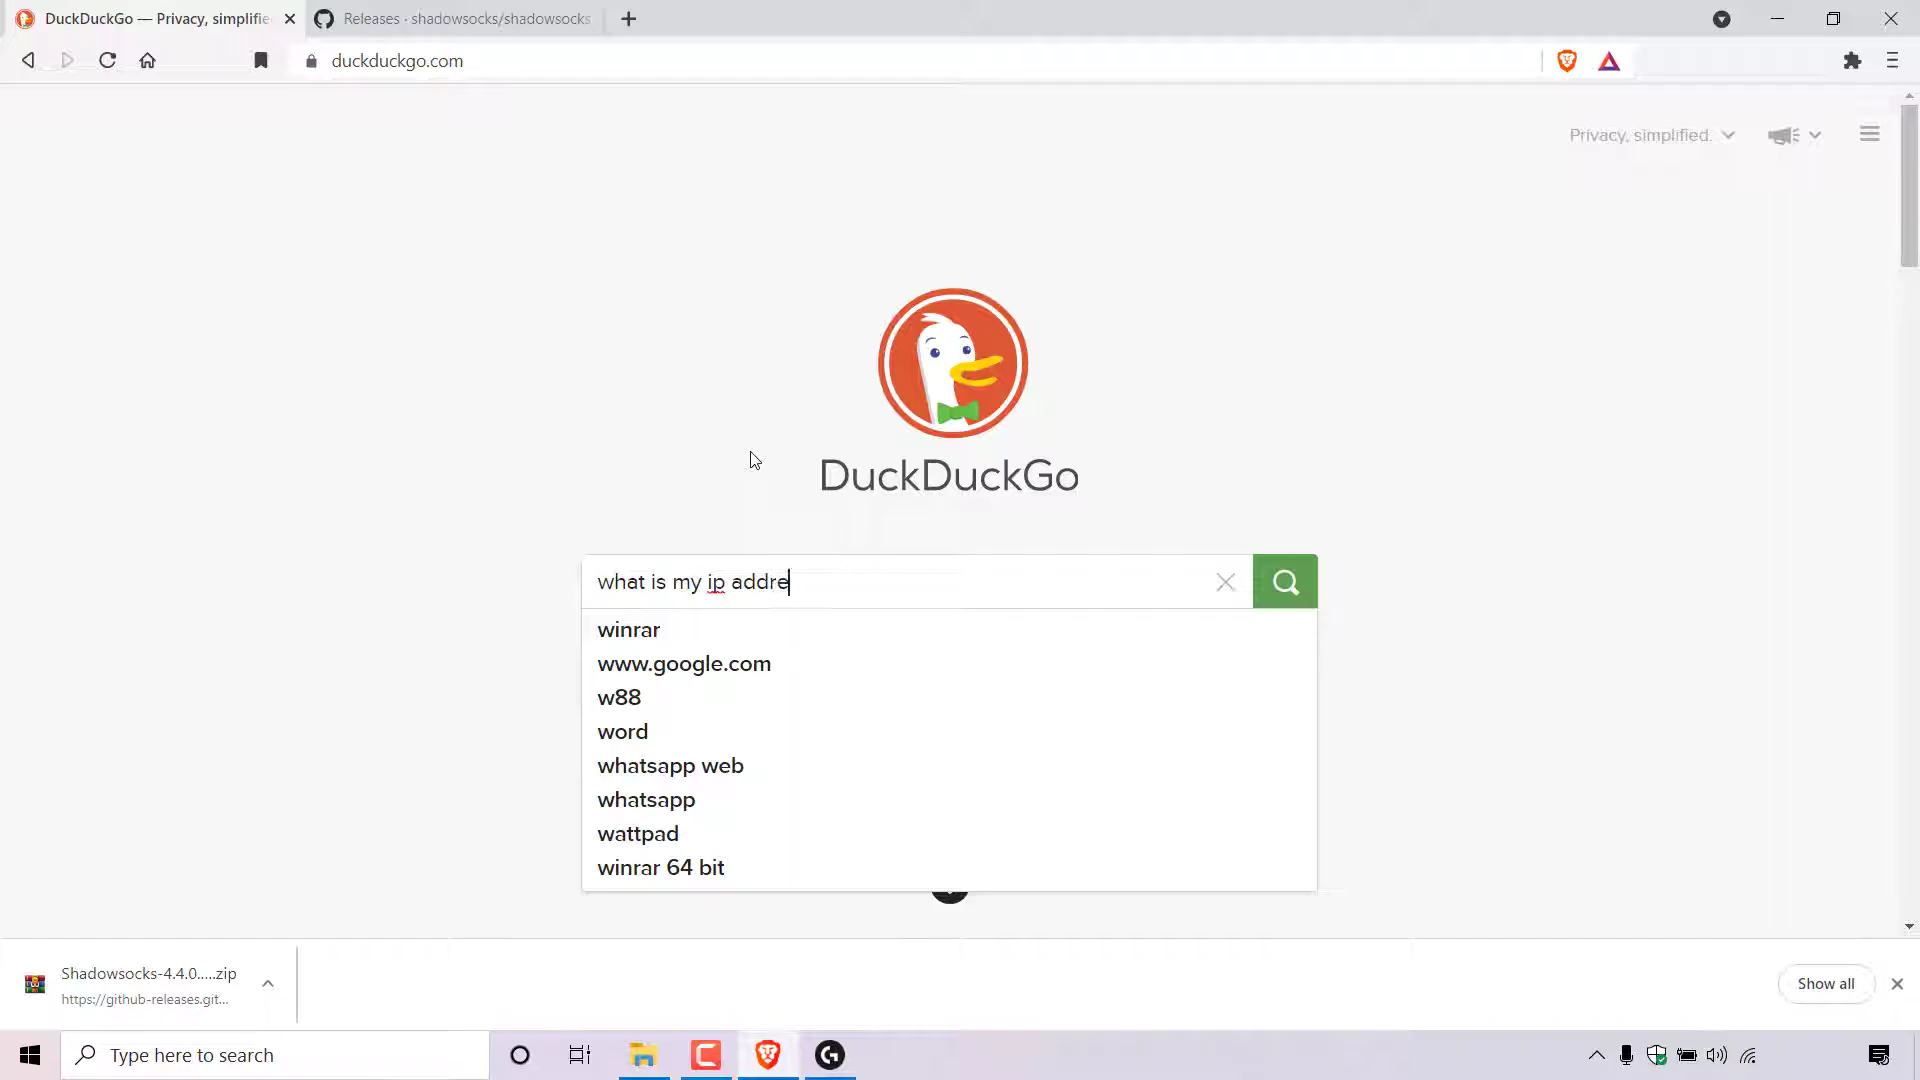 DuckDuckGo — Privacy, simplifie
Releases · shadowsocks/shadowsocks
duckduckgo.com
Privacy, simplified.
DuckDuckGo
what is my ip addre
winrar
www.google.com
w88
word
whatsapp web
whatsapp
wattpad
winrar 64 bit
Shadowsocks-4.4.0.....zip
https://github-releases.git...
Show all
Type here to search